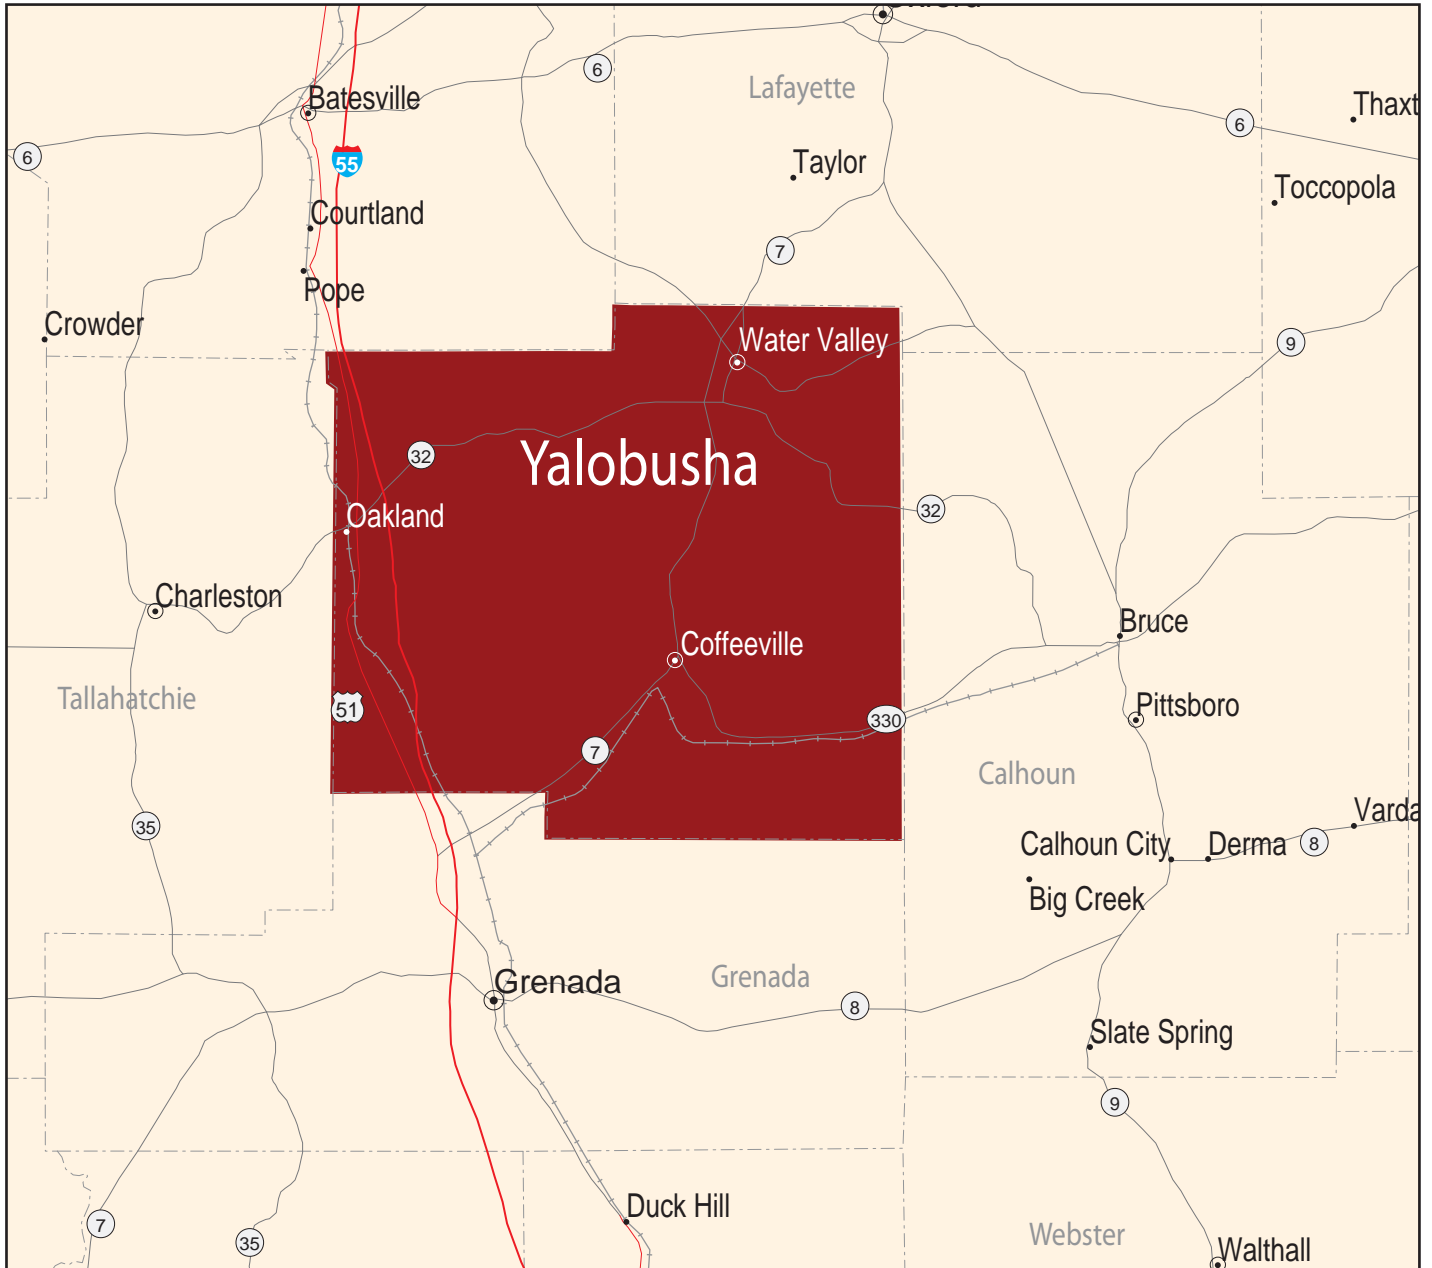 6
Lafayette
Thaxt
Batesville
6
6
55
Taylor
Toccopola
Courtland
7
Pope
Crowder
Water Valley
9
32
Yalobusha
Oakland
32
Charleston
Bruce
Coffeeville
Tallahatchie
51
Pittsboro
330
7
Calhoun
35
Varda
Calhoun City
Derma
8
Big Creek
Grenada
Grenada
8
Slate Spring
9
Duck Hill
7
35
Webster
Walthall